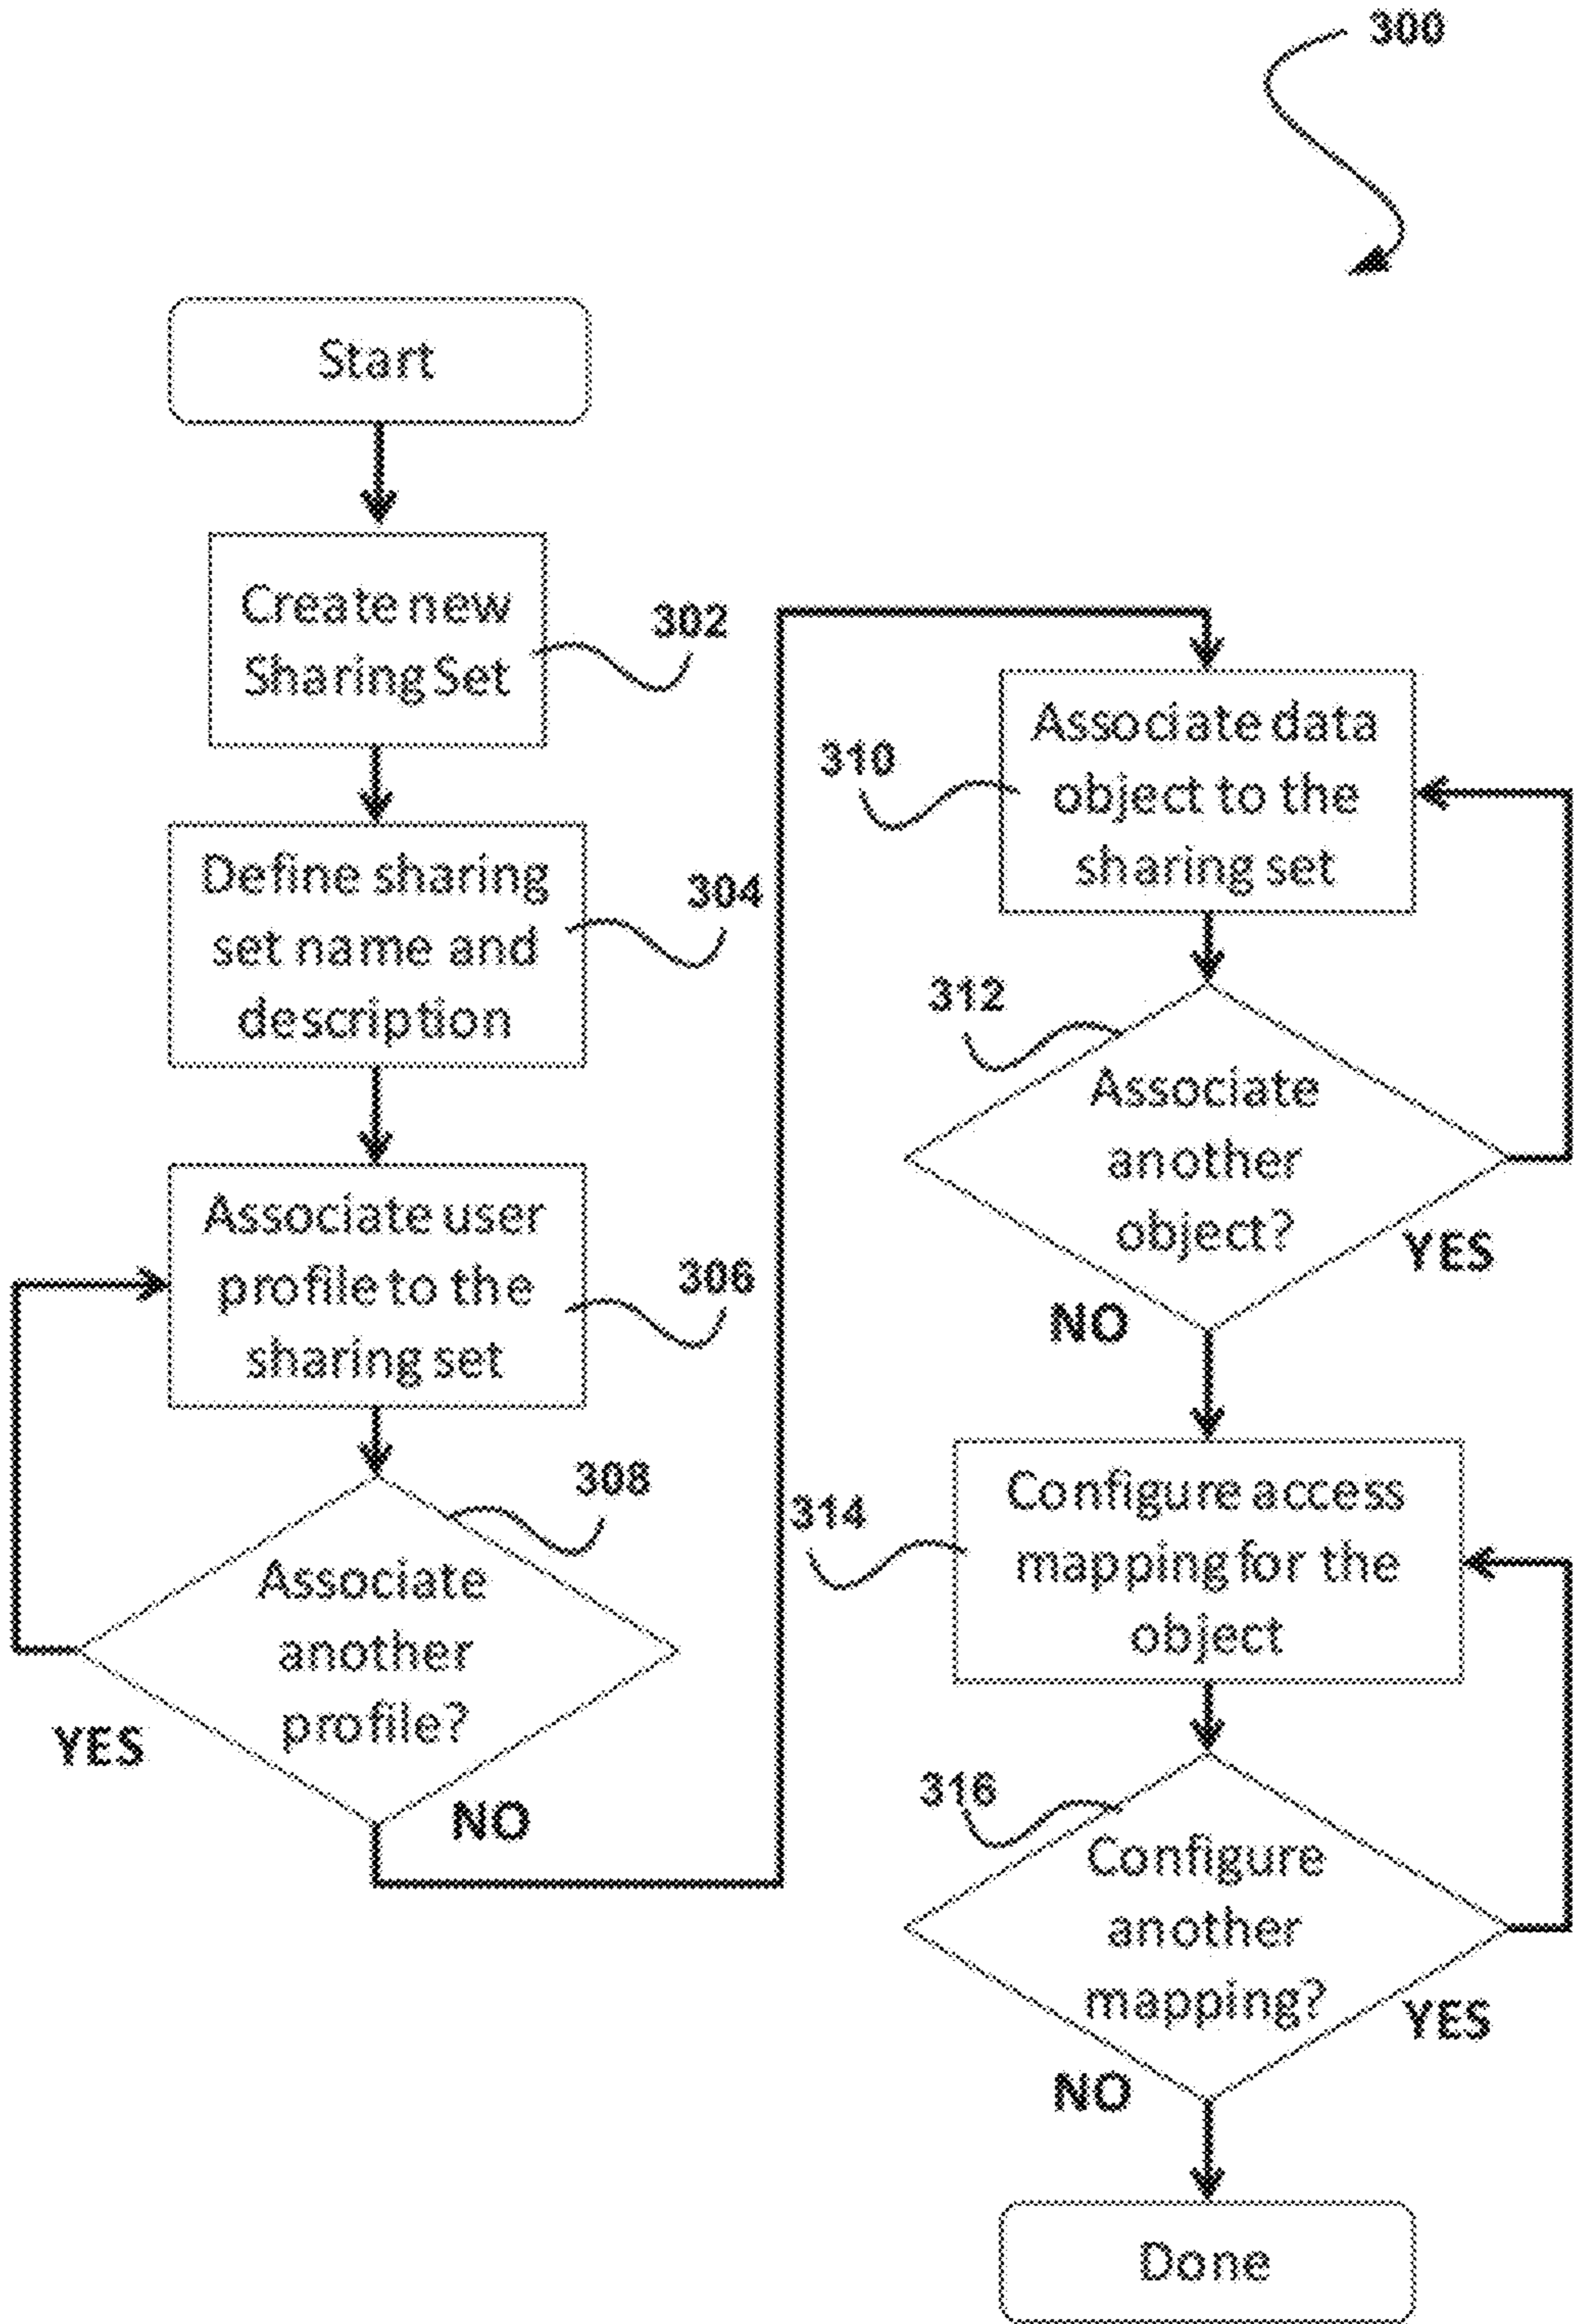 300
Start
Create new
Sharing Set
302
Define sharing
set name and
description
304
Associate user
profile to the
sharing set
306
308
Associate
another
profile?
YES
NO
Associate data
object to the
sharing set
310
312
Associate
another
object?
YES
NO
Configure access
mapping for the
object
314
316
Configure
another
mapping?
YES
NO
Done